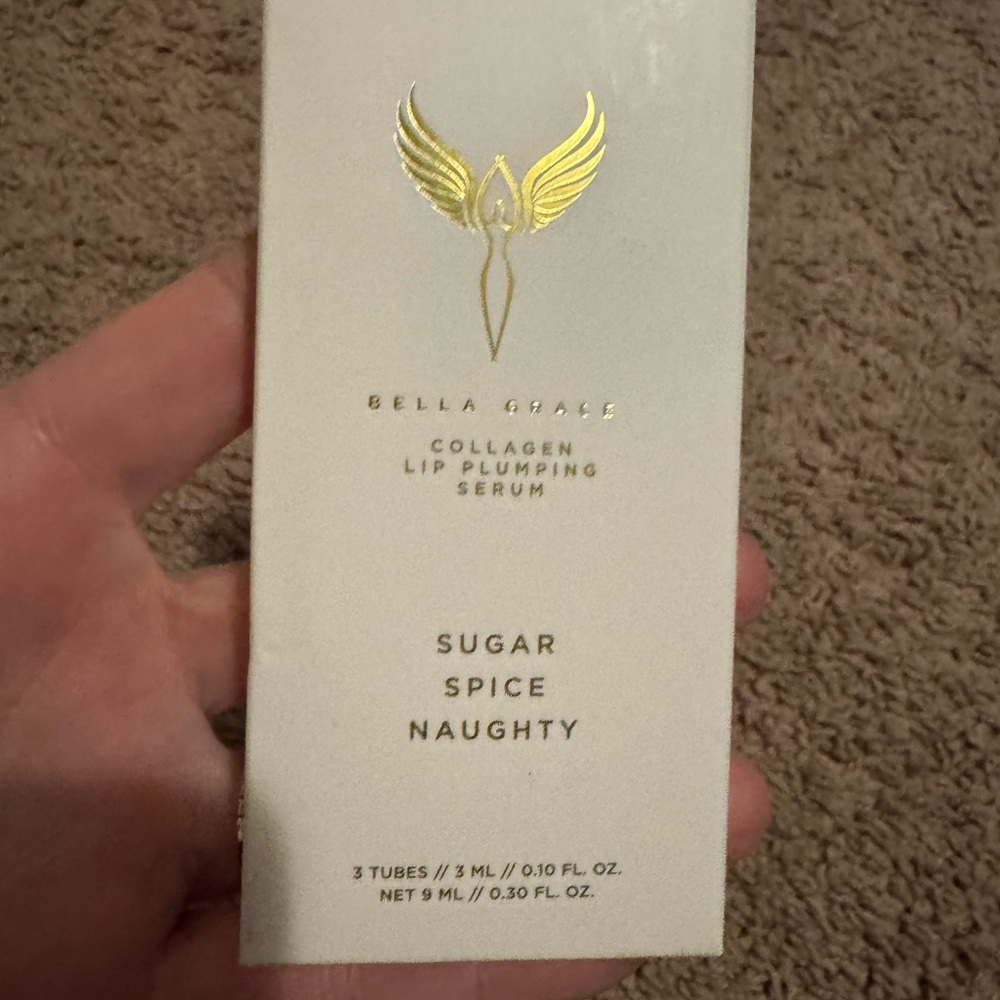 BELLA GRACE
COLLAGEN
LIP PLUMPING
SERUM
SUGAR
SPICE
NAUGHTY
3 TUBES // 3 ML // 0.10 FL. OZ.
NET 9 ML // 0.30 FL. OZ.